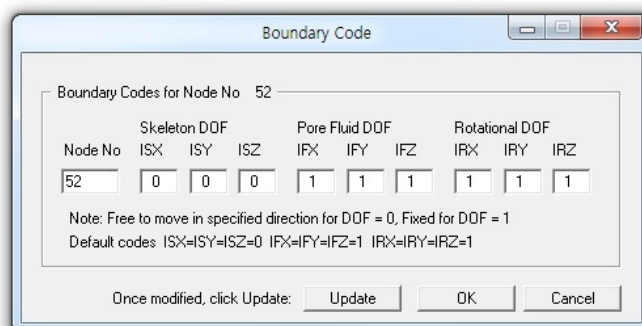 Boundary Code
Boundary Codes for Node No 52
Skeleton DOF Pore Fluid DOF Rotational DOF
Node No ISX ISY ISZ IFX IFY IFZ IRX IRY IRZ
52 0 0 0 1 1 1 1 1 1
Note: Free to move in specified direction for DOF = 0, Fixed for DOF = 1
Default codes ISX=ISY=ISZ=0 IFX=IFY=IFZ=1 IRX=IRY=IRZ=1
Once modified, click Update: Update OK Cancel